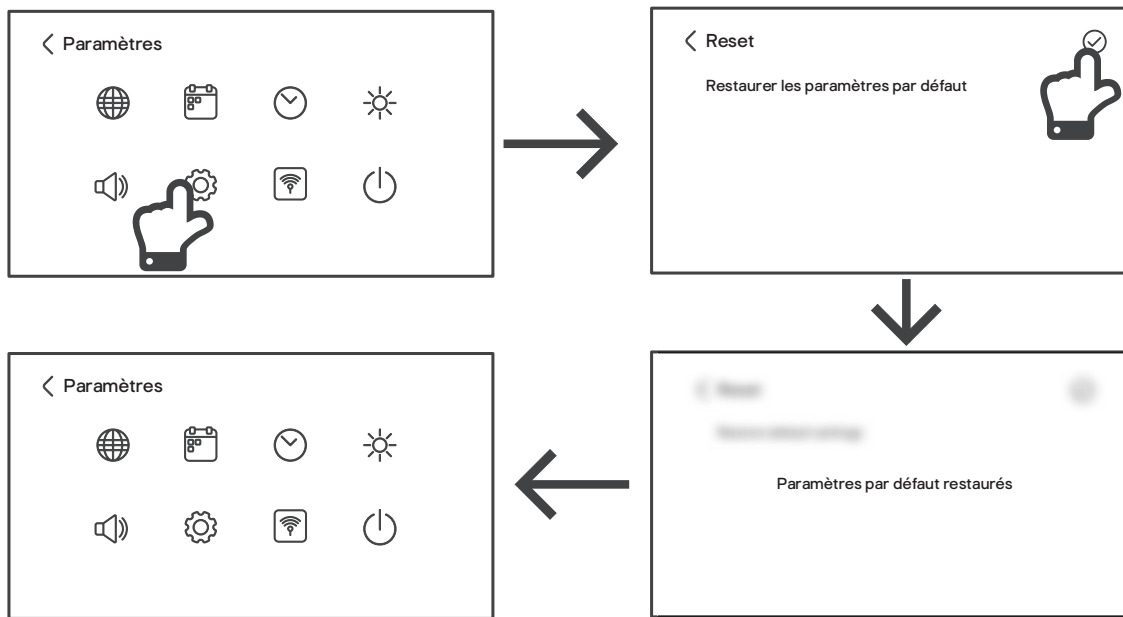 Paramètres
Reset
Restaurer les paramètres par défaut
Paramètres
Paramètres par défaut restaurés